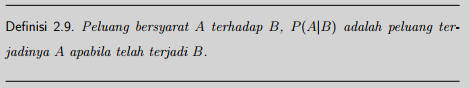 Definisi 2.9. Peluang bersyarat A terhadap B, P(A|B) adalah peluang ter-
jadinya A apabila telah terjadi B.